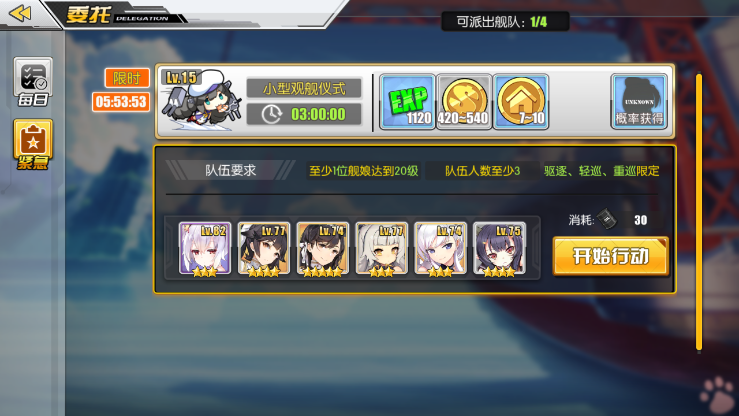 委托
DELEGATION
可派出舰队: 1/4
每日
紧急
限时
05:53:53
Lv.15
小型观舰仪式
03:00:00
EXP
1120
420~540
7~10
UNKNOWN
概率获得
队伍要求
至少1位舰娘达到20级
队伍人数至少3
驱逐、轻巡、重巡限定
Lv.82
Lv.77
Lv.74
Lv.77
Lv.74
Lv.75
消耗:
30
开始行动